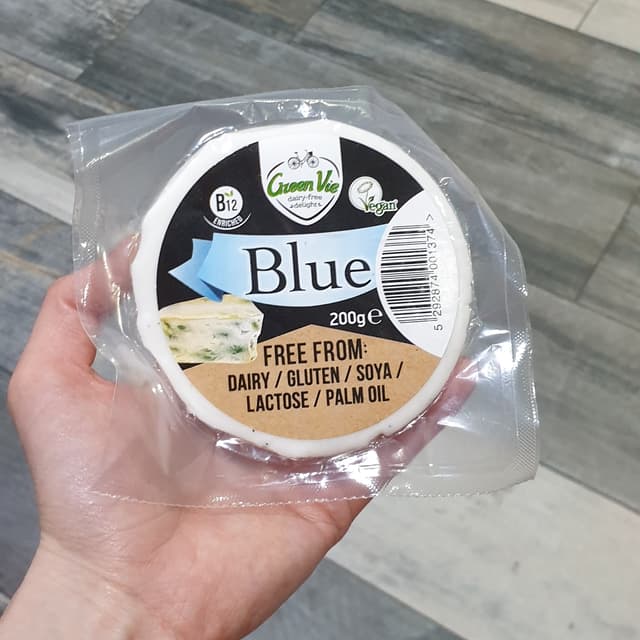 Green Vie
dairy-free
delights
B12
ENRICHED
Vegan
Blue
200g e
FREE FROM:
DAIRY / GLUTEN / SOYA /
LACTOSE / PALM OIL
5 292874 001374 >